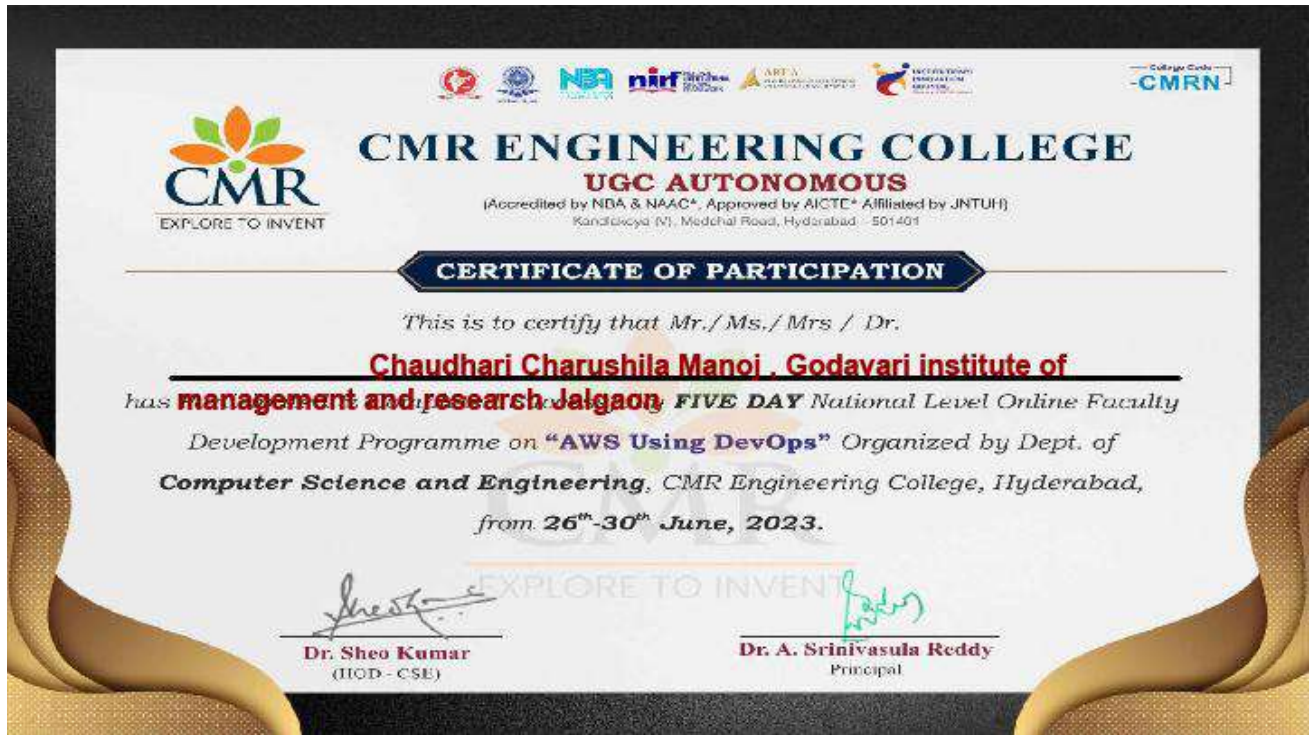 NBA nirf
College Code
CMRN
CMR
EXPLORE TO INVENT
CMR ENGINEERING COLLEGE
UGC AUTONOMOUS
(Accredited by NBA & NAAC*, Approved by AICTE* Affiliated by JNTUH)
Kandlakoya (V), Medchal Road, Hyderabad - 501401
CERTIFICATE OF PARTICIPATION
This is to certify that Mr./Ms./Mrs / Dr.
Chaudhari Charushila Manoj , Godavari institute of
management and research Jalgaon
has FIVE DAY National Level Online Faculty
Development Programme on “AWS Using DevOps” Organized by Dept. of
Computer Science and Engineering, CMR Engineering College, Hyderabad,
from 26th-30th June, 2023.
CMR
EXPLORE TO INVENT
Dr. Sheo Kumar
(HOD - CSE)
Dr. A. Srinivasula Reddy
Principal